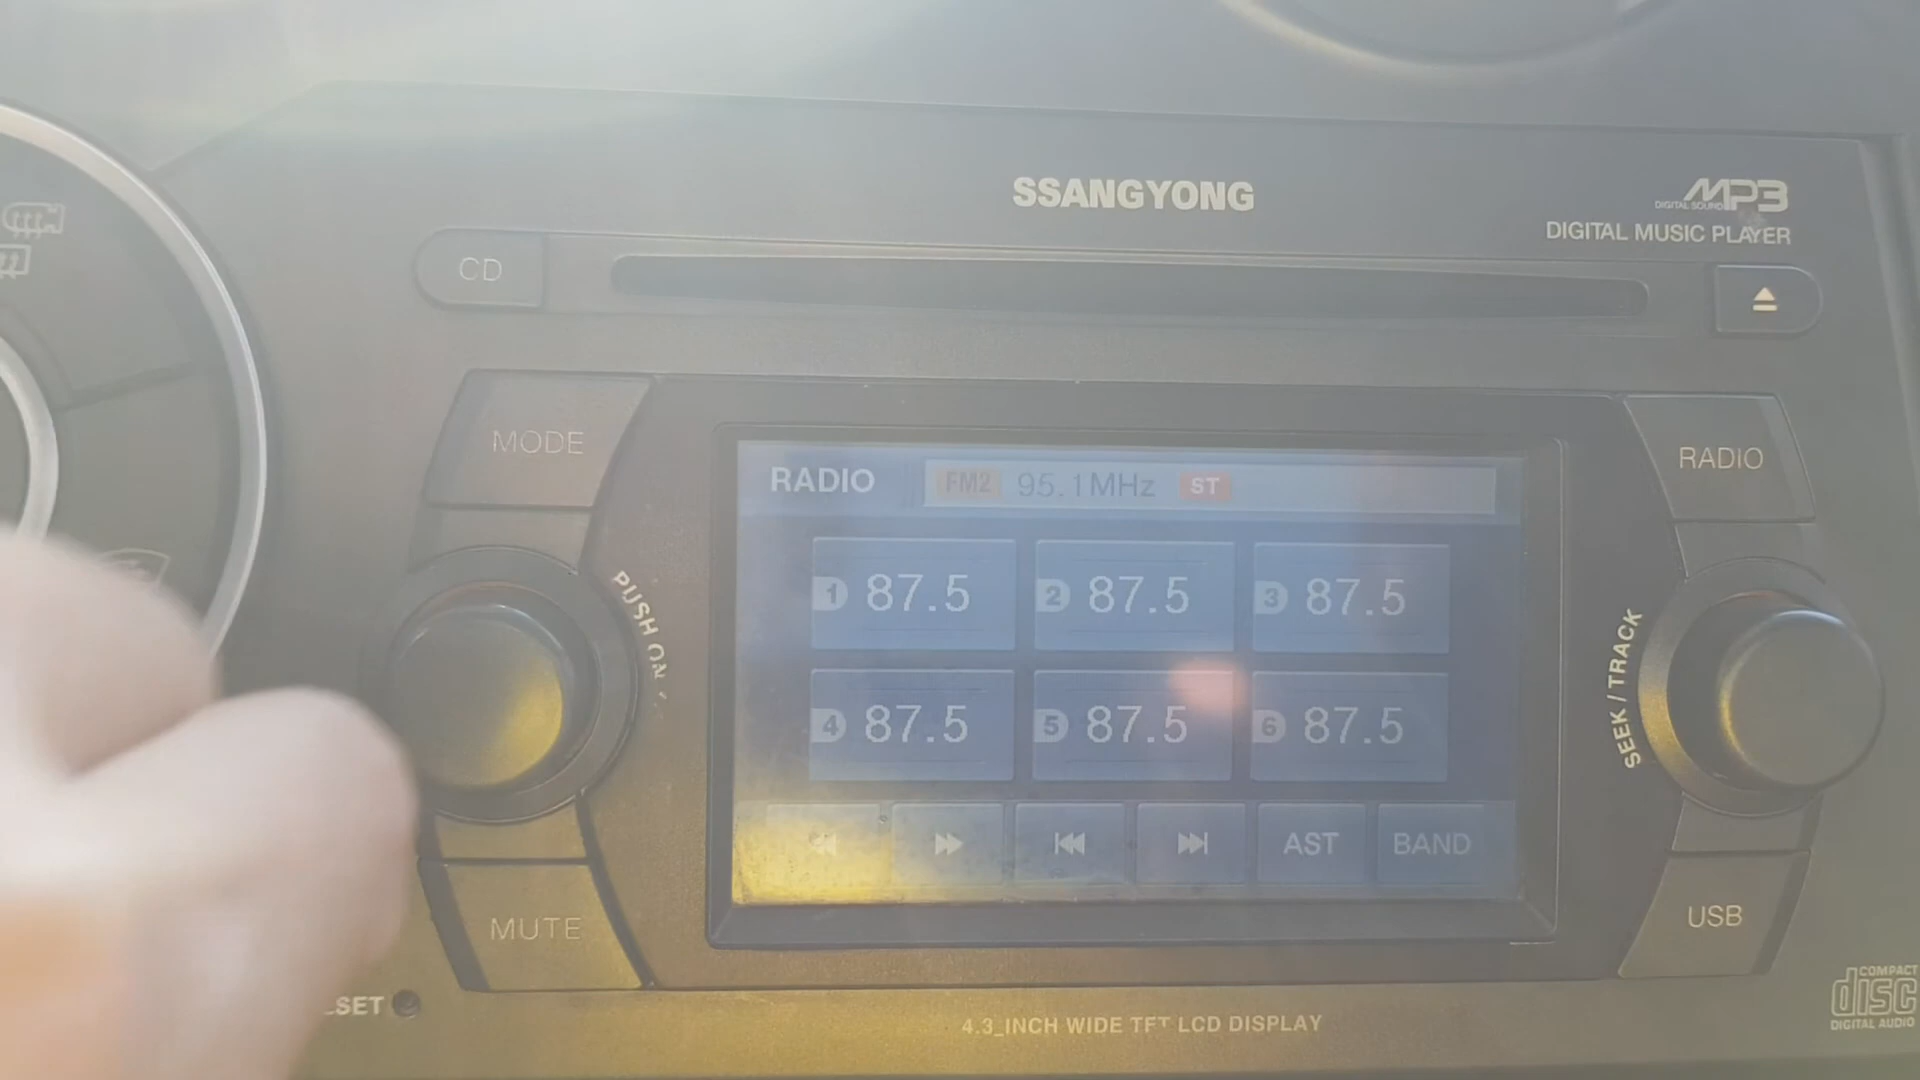 SSANGYONG
MP3
DIGITAL SOUND
DIGITAL MUSIC PLAYER
CD
MODE
RADIO
RADIO FM2 95.1MHz ST
1 87.5 2 87.5 3 87.5
PUSH ON
SEEK / TRACK
4 87.5 5 87.5 6 87.5
AST BAND
MUTE
USB
SET
4.3_INCH WIDE TFT LCD DISPLAY
COMPACT
disc
DIGITAL AUDIO